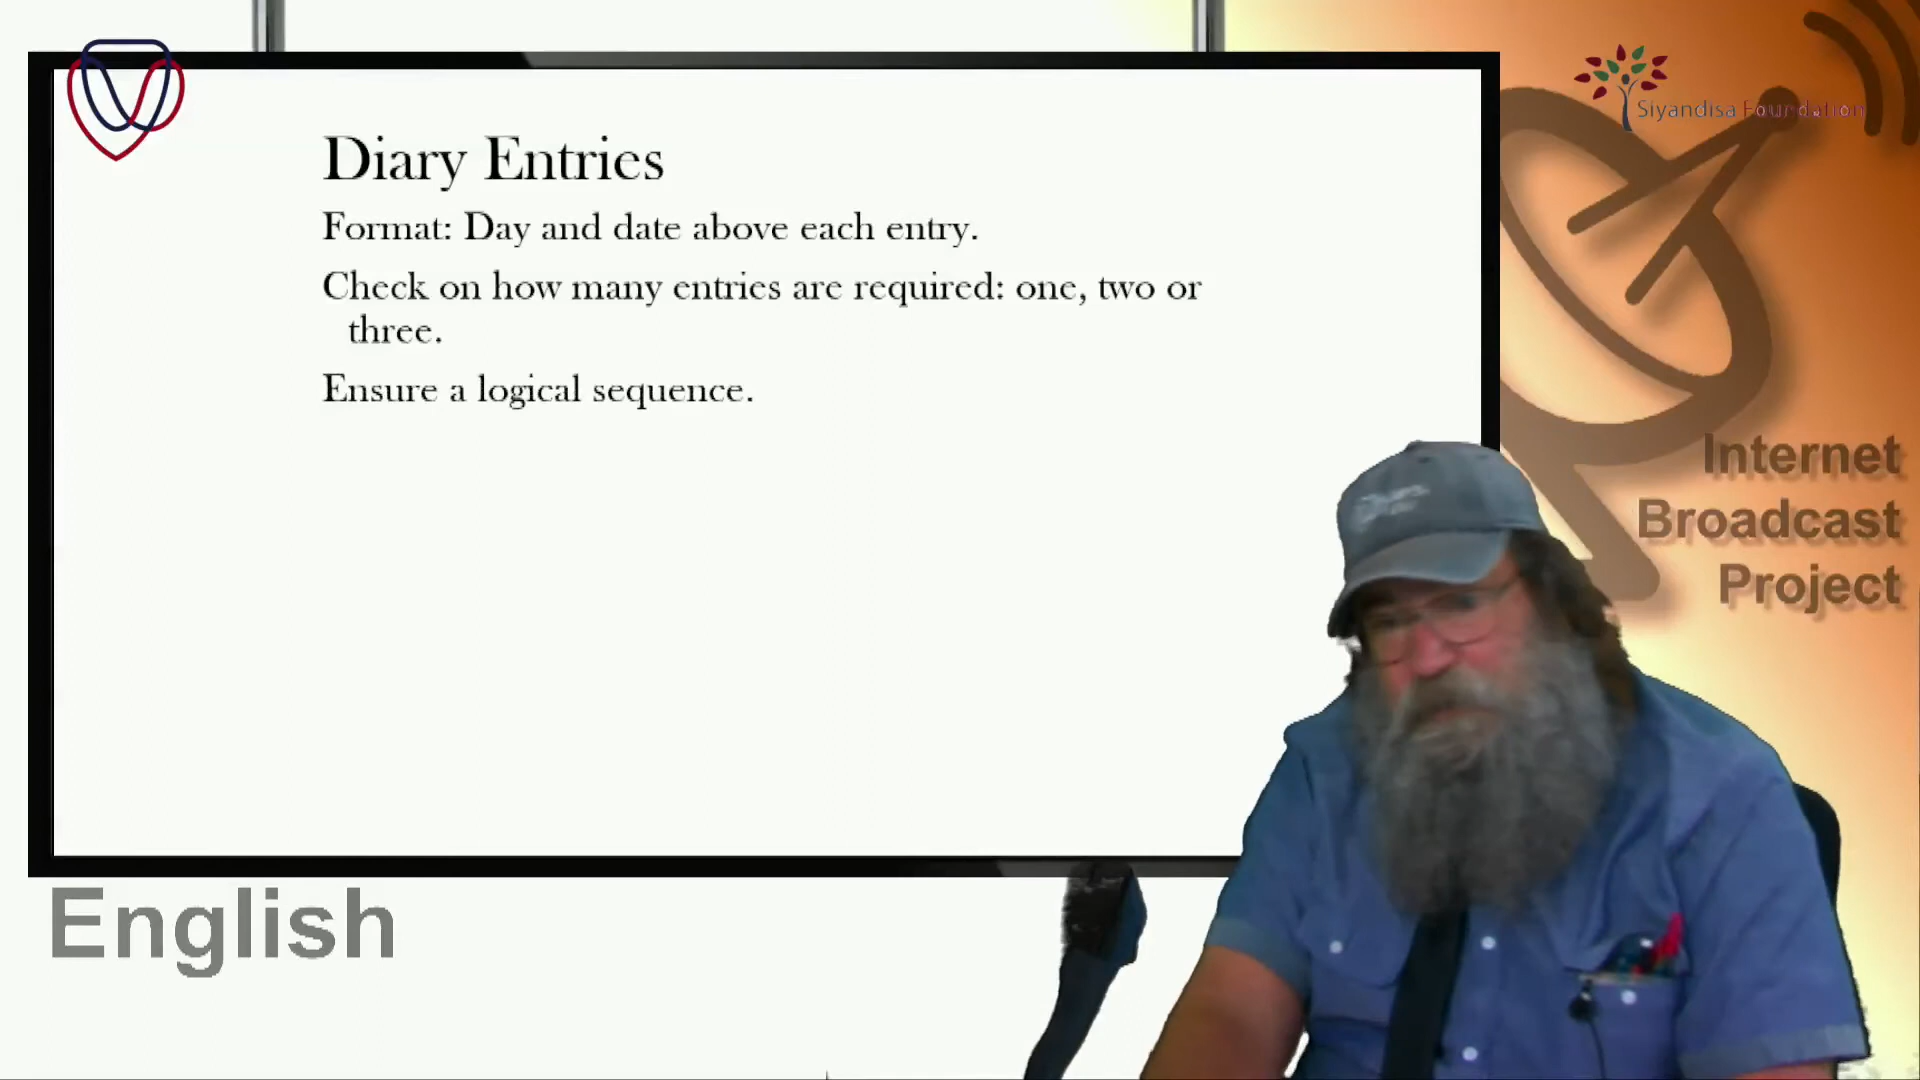 Siyandisa Foundation
Diary Entries
Format: Day and date above each entry.
Check on how many entries are required: one, two or
three.
Ensure a logical sequence.
Internet
Broadcast
Project
English